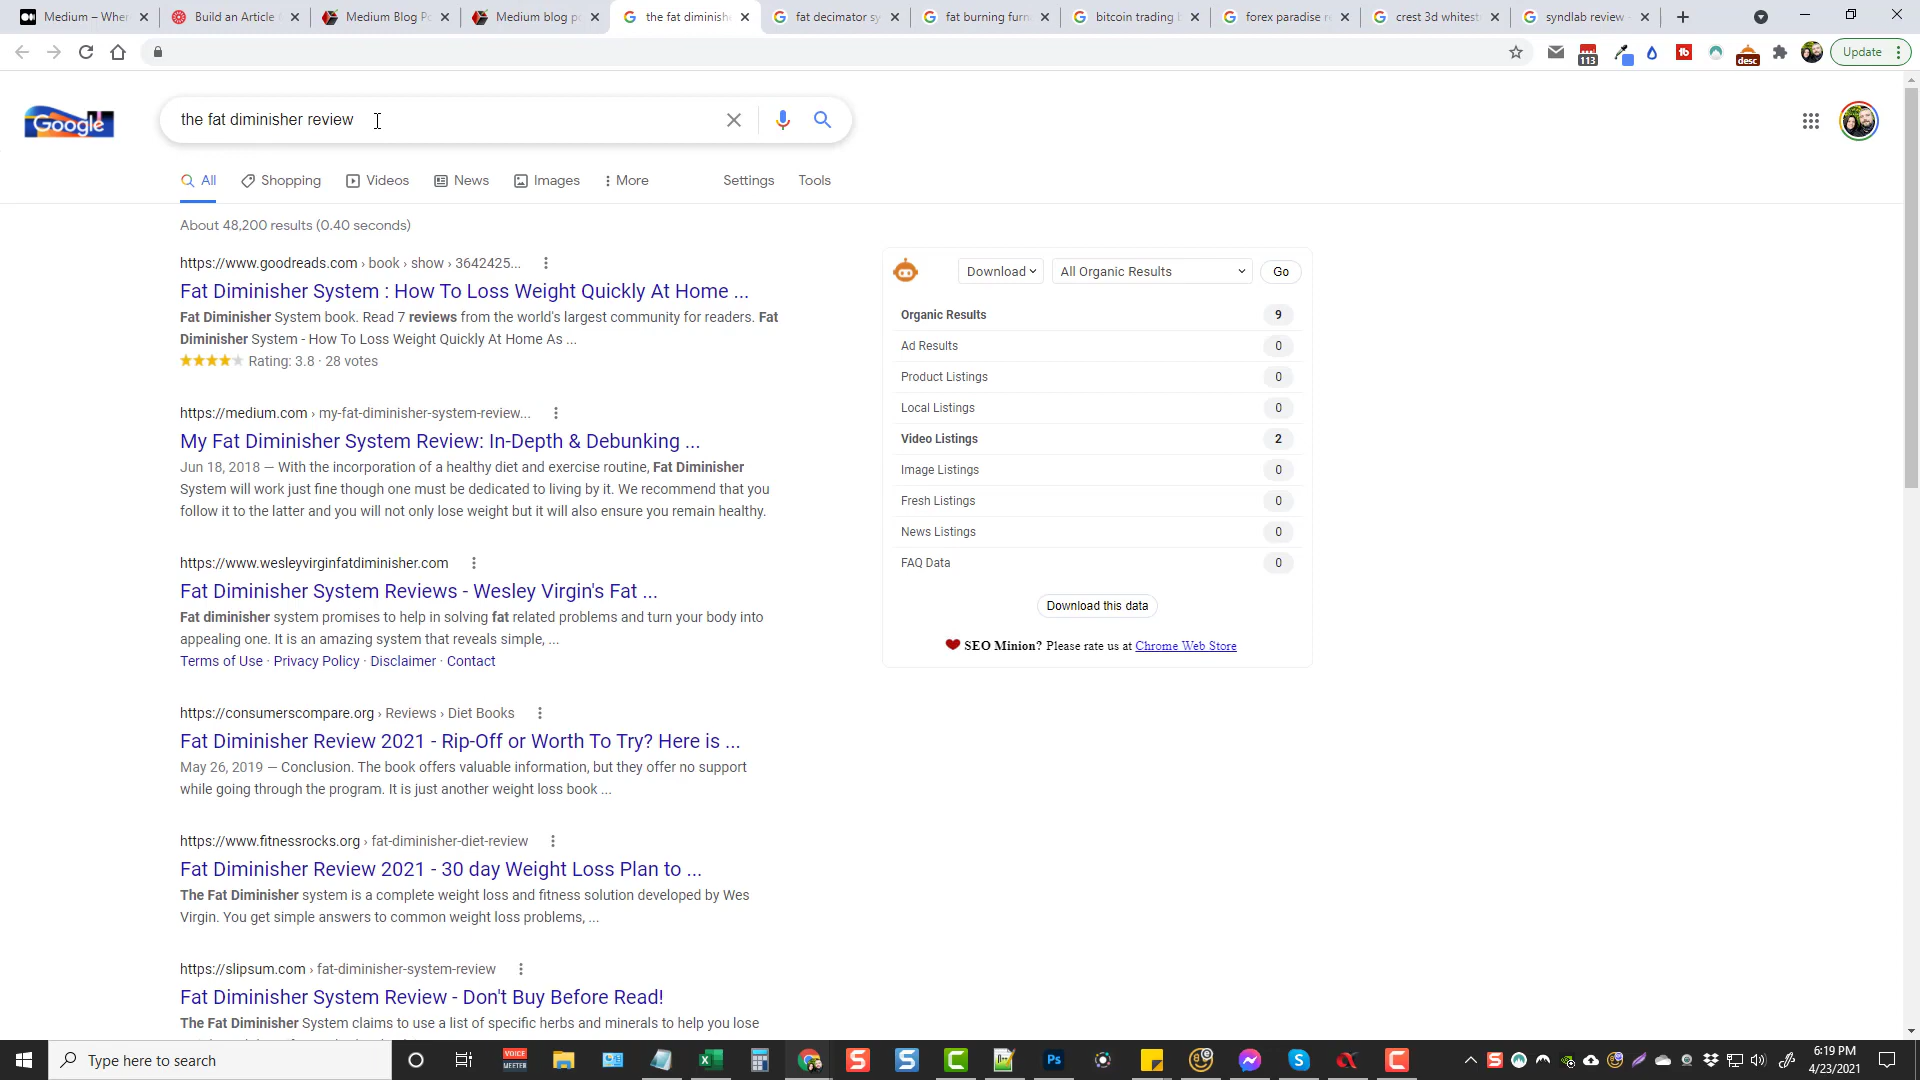 Medium – Wher
Build an Article
Medium Blog Po
Medium blog po
the fat diminish
fat decimator sy
fat burning furn
bitcoin trading b
forex paradise r
crest 3d whitest
syndlab review
113
desc
Update
Google
the fat diminisher review
All
Shopping
Videos
News
Images
More
Settings
Tools
About 48,200 results (0.40 seconds)
https://www.goodreads.com › book › show › 3642425...
Fat Diminisher System : How To Loss Weight Quickly At Home ...
Fat Diminisher System book. Read 7 reviews from the world's largest community for readers. Fat
Diminisher System - How To Loss Weight Quickly At Home As ...
Rating: 3.8 · 28 votes
https://medium.com › my-fat-diminisher-system-review...
My Fat Diminisher System Review: In-Depth & Debunking ...
Jun 18, 2018 — With the incorporation of a healthy diet and exercise routine, Fat Diminisher
System will work just fine though one must be dedicated to living by it. We recommend that you
follow it to the latter and you will not only lose weight but it will also ensure you remain healthy.
https://www.wesleyvirginfatdiminisher.com
Fat Diminisher System Reviews - Wesley Virgin's Fat ...
Fat diminisher system promises to help in solving fat related problems and turn your body into
appealing one. It is an amazing system that reveals simple, ...
Terms of Use · Privacy Policy · Disclaimer · Contact
https://consumerscompare.org › Reviews › Diet Books
Fat Diminisher Review 2021 - Rip-Off or Worth To Try? Here is ...
May 26, 2019 — Conclusion. The book offers valuable information, but they offer no support
while going through the program. It is just another weight loss book ...
https://www.fitnessrocks.org › fat-diminisher-diet-review
Fat Diminisher Review 2021 - 30 day Weight Loss Plan to ...
The Fat Diminisher system is a complete weight loss and fitness solution developed by Wes
Virgin. You get simple answers to common weight loss problems, ...
https://slipsum.com › fat-diminisher-system-review
Fat Diminisher System Review - Don't Buy Before Read!
The Fat Diminisher System claims to use a list of specific herbs and minerals to help you lose
Download
All Organic Results
Go
Organic Results 9
Ad Results 0
Product Listings 0
Local Listings 0
Video Listings 2
Image Listings 0
Fresh Listings 0
News Listings 0
FAQ Data 0
Download this data
SEO Minion? Please rate us at Chrome Web Store
Type here to search
VOICE
MEETER
Ps
6:19 PM
4/23/2021